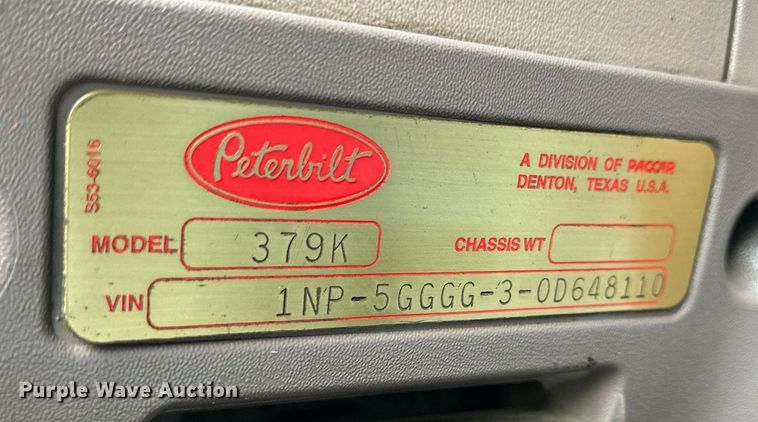 S53-6016
Peterbilt
A DIVISION OF PACCAR
DENTON, TEXAS U.S.A.
MODEL 379K
CHASSIS WT
VIN 1NP-5GGGG-3-0D648110
Purple Wave Auction